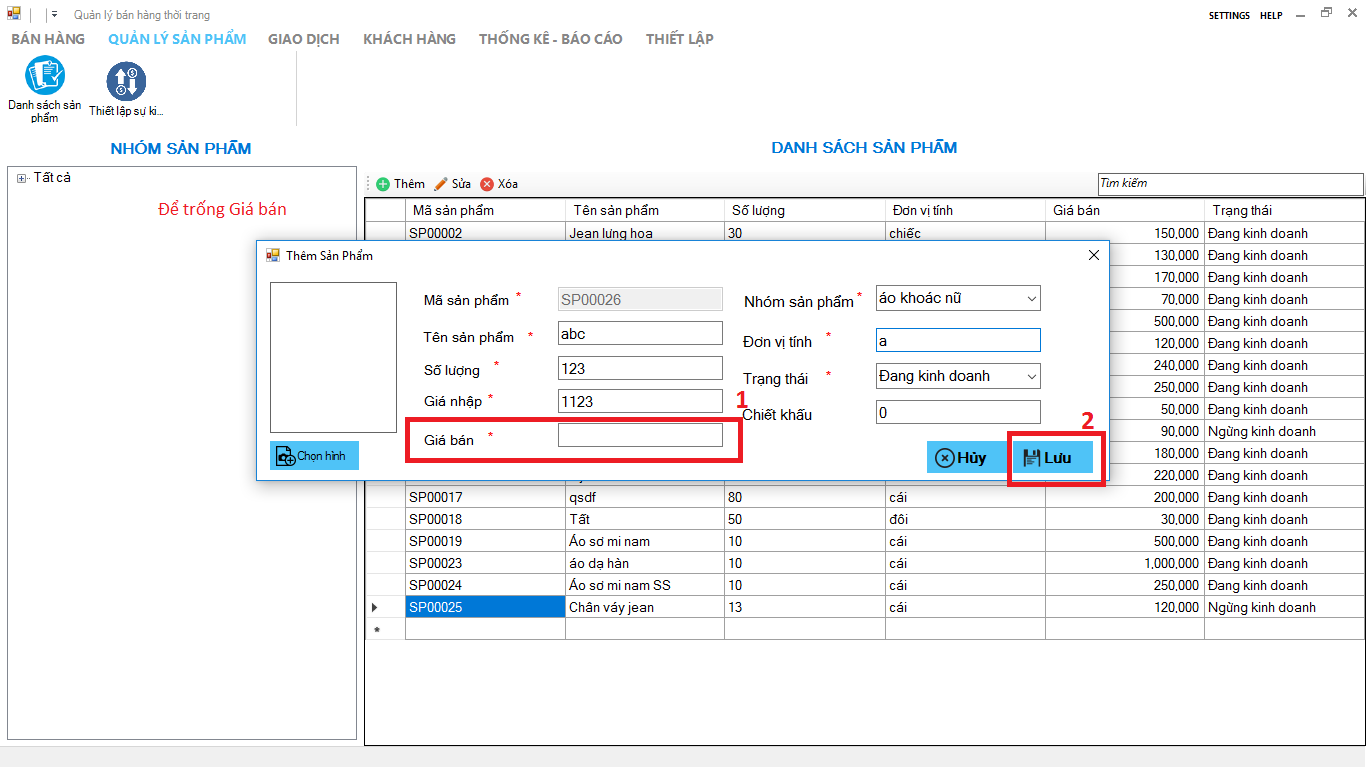 Quản lý bán hàng thời trang
SETTINGS HELP
BÁN HÀNG QUẢN LÝ SẢN PHẨM GIAO DỊCH KHÁCH HÀNG THỐNG KÊ - BÁO CÁO THIẾT LẬP
Danh sách sản phẩm
Thiết lập sự ki...
NHÓM SẢN PHẨM
Tất cả
Để trống Giá bán
DANH SÁCH SẢN PHẨM
Thêm Sửa Xóa
Tìm kiếm
Mã sản phẩm Tên sản phẩm Số lượng Đơn vị tính Giá bán Trạng thái
SP00002 Jean lưng hoa 30 chiếc 150,000 Đang kinh doanh
130,000 Đang kinh doanh
170,000 Đang kinh doanh
70,000 Đang kinh doanh
500,000 Đang kinh doanh
120,000 Đang kinh doanh
240,000 Đang kinh doanh
250,000 Đang kinh doanh
50,000 Đang kinh doanh
90,000 Ngừng kinh doanh
180,000 Đang kinh doanh
220,000 Đang kinh doanh
SP00017 qsdf 80 cái 200,000 Đang kinh doanh
SP00018 Tất 50 đôi 30,000 Đang kinh doanh
SP00019 Áo sơ mi nam 10 cái 500,000 Đang kinh doanh
SP00023 áo dạ hàn 10 cái 1,000,000 Đang kinh doanh
SP00024 Áo sơ mi nam SS 10 cái 250,000 Đang kinh doanh
SP00025 Chân váy jean 13 cái 120,000 Ngừng kinh doanh
*
Thêm Sản Phẩm
Mã sản phẩm * SP00026
Tên sản phẩm * abc
Số lượng * 123
Giá nhập * 1123
Giá bán *
1
Nhóm sản phẩm * áo khoác nữ
Đơn vị tính * a
Trạng thái * Đang kinh doanh
Chiết khấu 0
2
Chọn hình
Hủy
Lưu